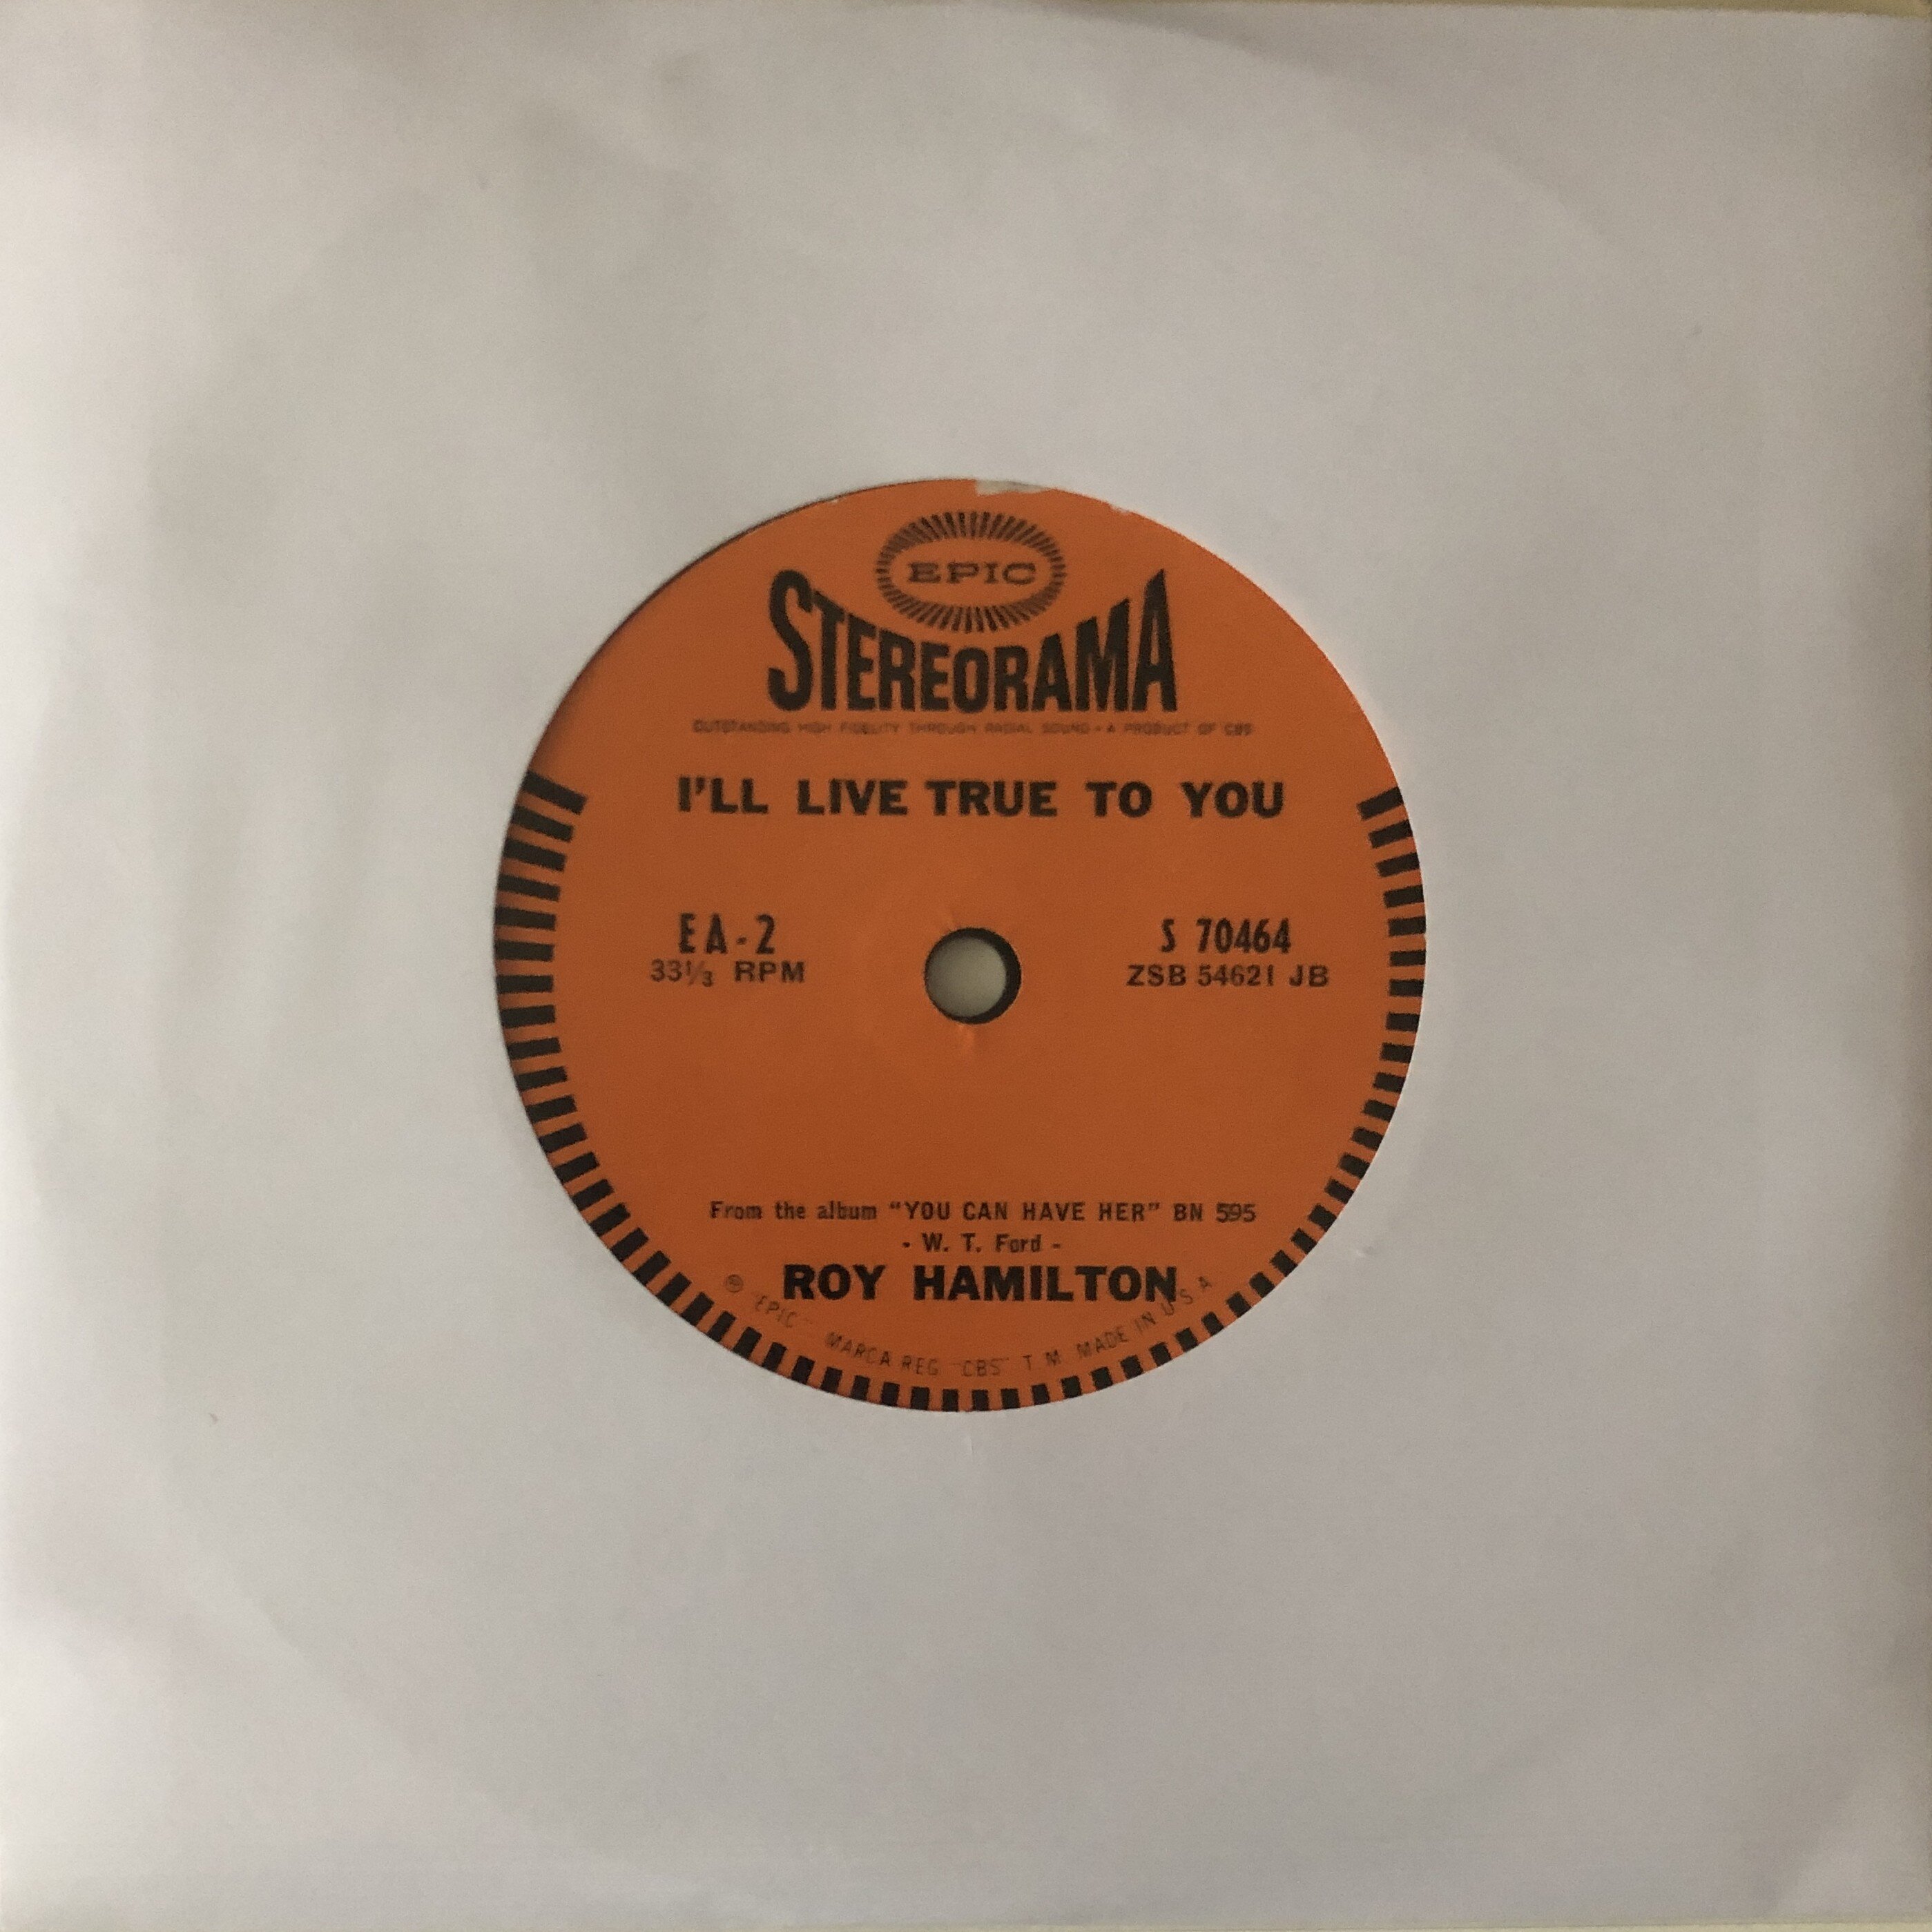 EPIC
STEREORAMA
OUTSTANDING HIGH FIDELITY THROUGH RADIAL SOUND • A PRODUCT OF CBS
I'LL LIVE TRUE TO YOU
EA-2
33⅓ RPM
S 70464
ZSB 54621 JB
From the album "YOU CAN HAVE HER" BN 595
- W. T. Ford -
ROY HAMILTON
"EPIC" MARCA REG "CBS" T. M. MADE IN U S A